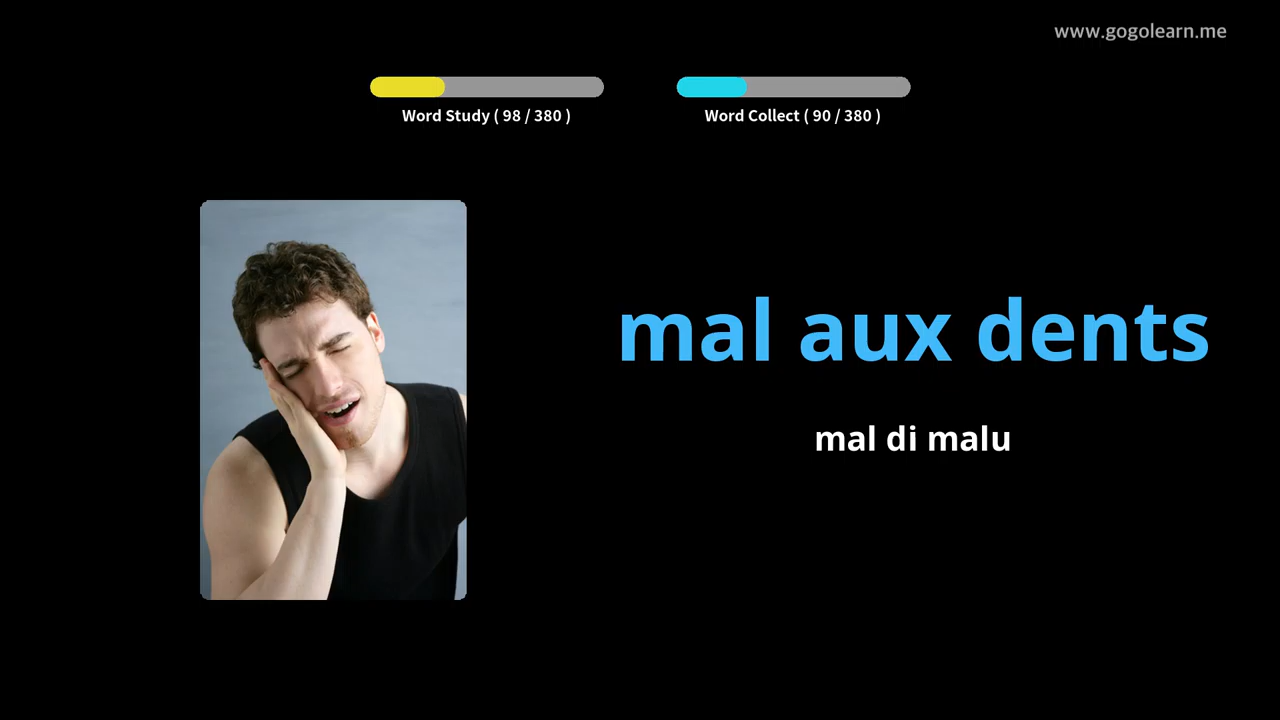 www.gogolearn.me
Word Study ( 98 / 380 )
Word Collect ( 90 / 380 )
mal aux dents
mal di malu